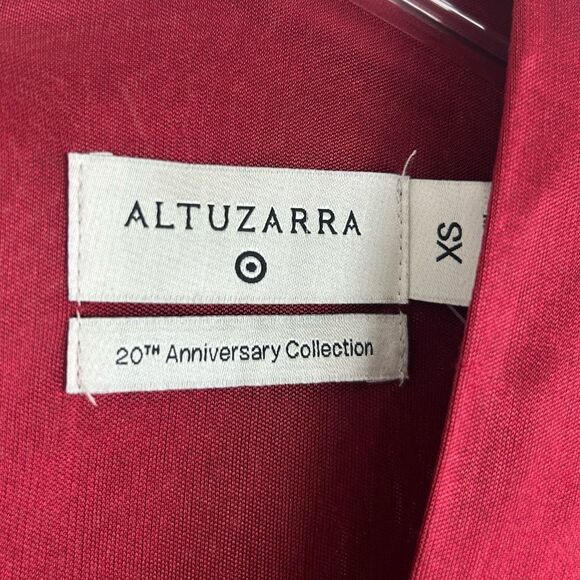 ALTUZARRA
XS
20TH Anniversary Collection